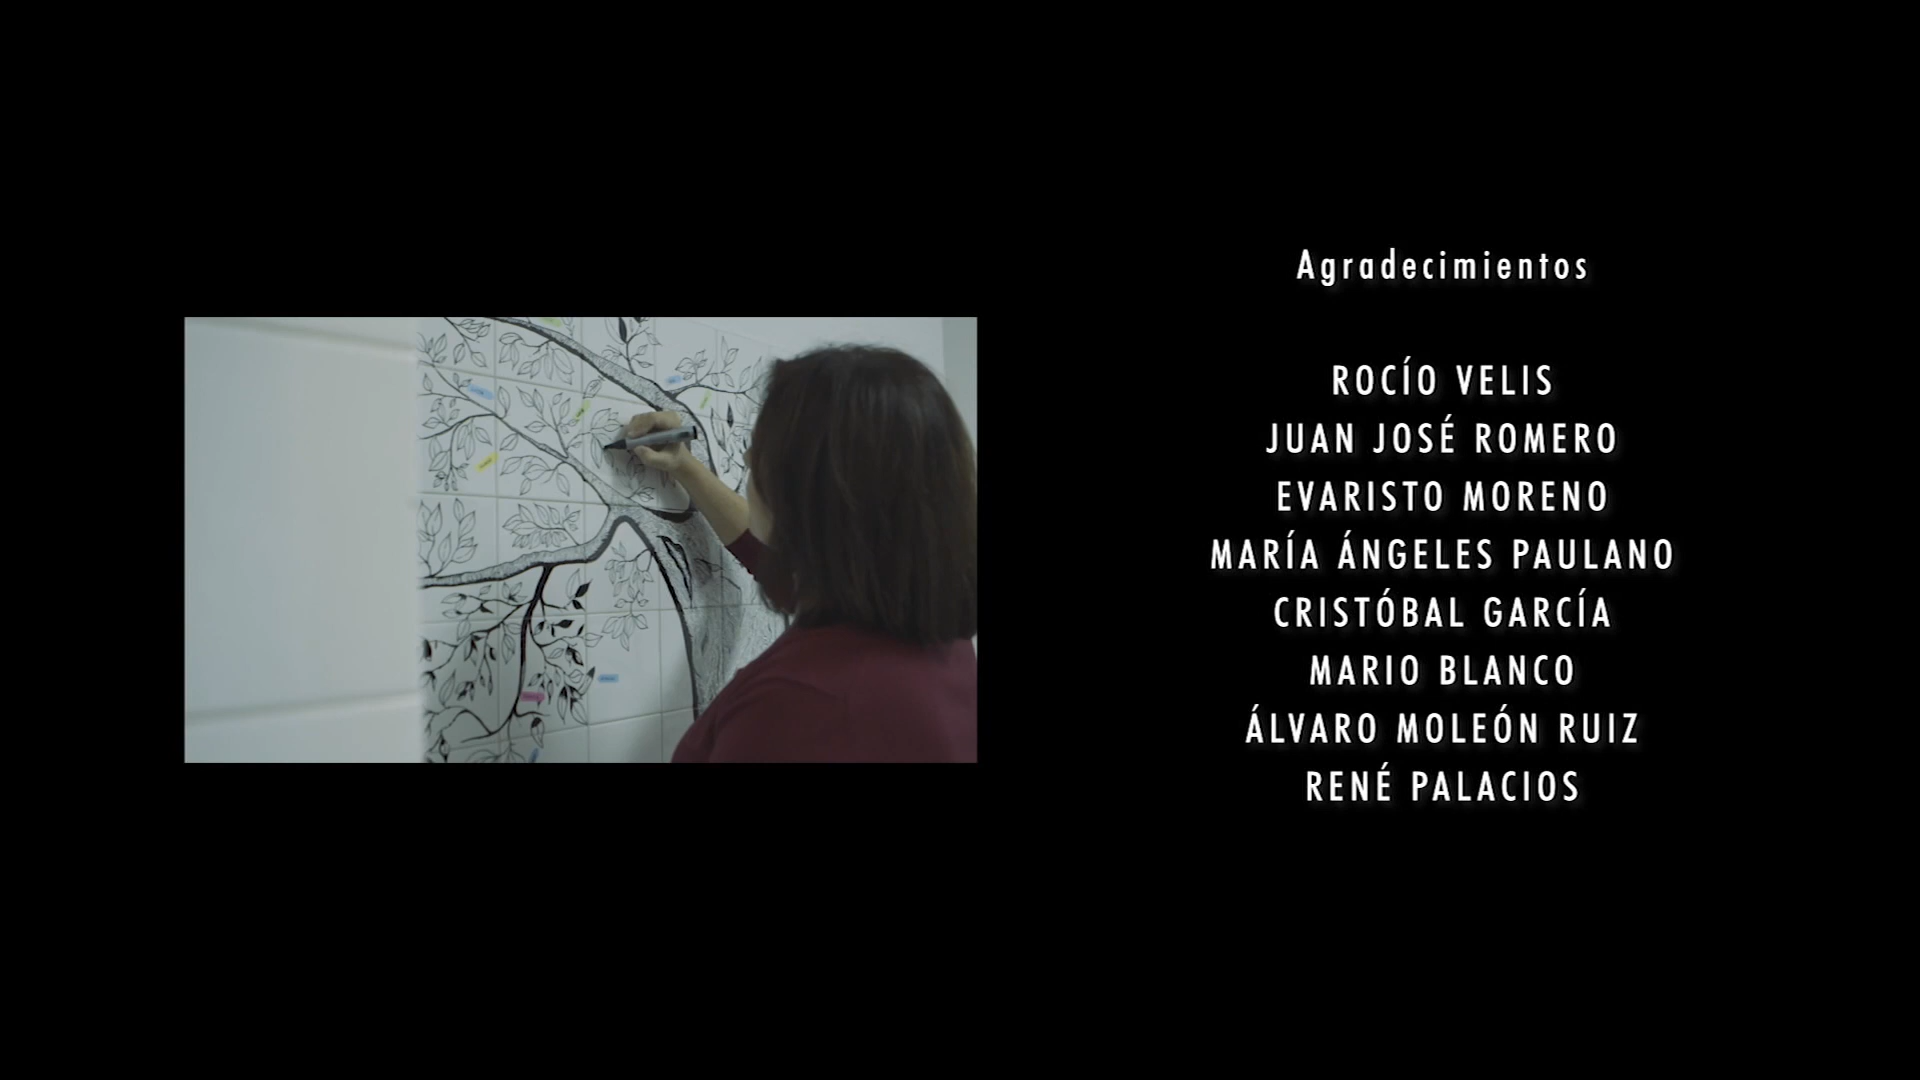 Agradecimientos
ROCÍO VELIS
JUAN JOSÉ ROMERO
EVARISTO MORENO
MARÍA ÁNGELES PAULANO
CRISTÓBAL GARCÍA
MARIO BLANCO
ÁLVARO MOLEÓN RUIZ
RENÉ PALACIOS